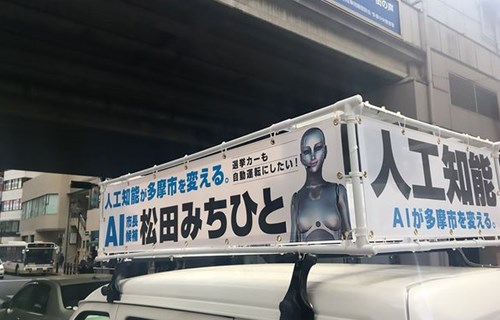 人工知能が多摩市を変える。
選挙カーも
自動運転にしたい!
AI市長候補 松田みちひと
人工知能
AIが多摩市を変える。